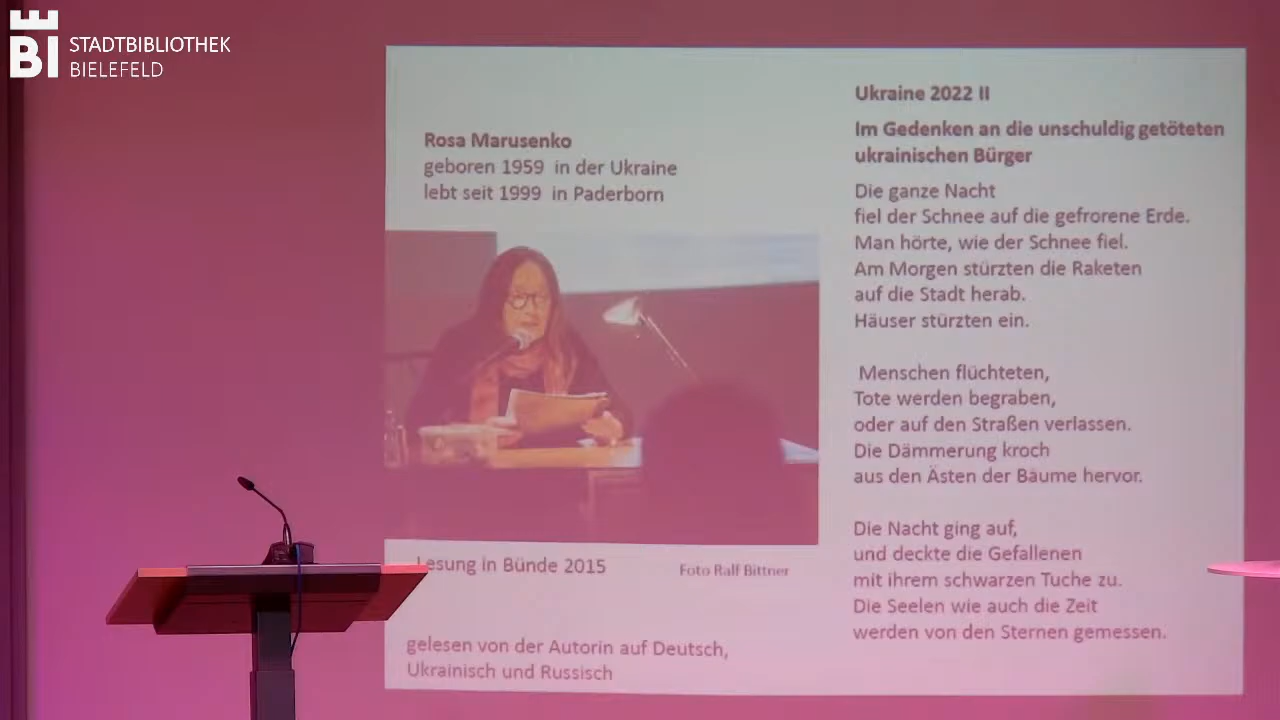 BI STADTBIBLIOTHEK
BIELEFELD
Rosa Marusenko
geboren 1959 in der Ukraine
lebt seit 1999 in Paderborn
Lesung in Bünde 2015
Foto Ralf Bittner
gelesen von der Autorin auf Deutsch,
Ukrainisch und Russisch
Ukraine 2022 II
Im Gedenken an die unschuldig getöteten
ukrainischen Bürger
Die ganze Nacht
fiel der Schnee auf die gefrorene Erde.
Man hörte, wie der Schnee fiel.
Am Morgen stürzten die Raketen
auf die Stadt herab.
Häuser stürzten ein.
Menschen flüchteten,
Tote werden begraben,
oder auf den Straßen verlassen.
Die Dämmerung kroch
aus den Ästen der Bäume hervor.
Die Nacht ging auf,
und deckte die Gefallenen
mit ihrem schwarzen Tuche zu.
Die Seelen wie auch die Zeit
werden von den Sternen gemessen.